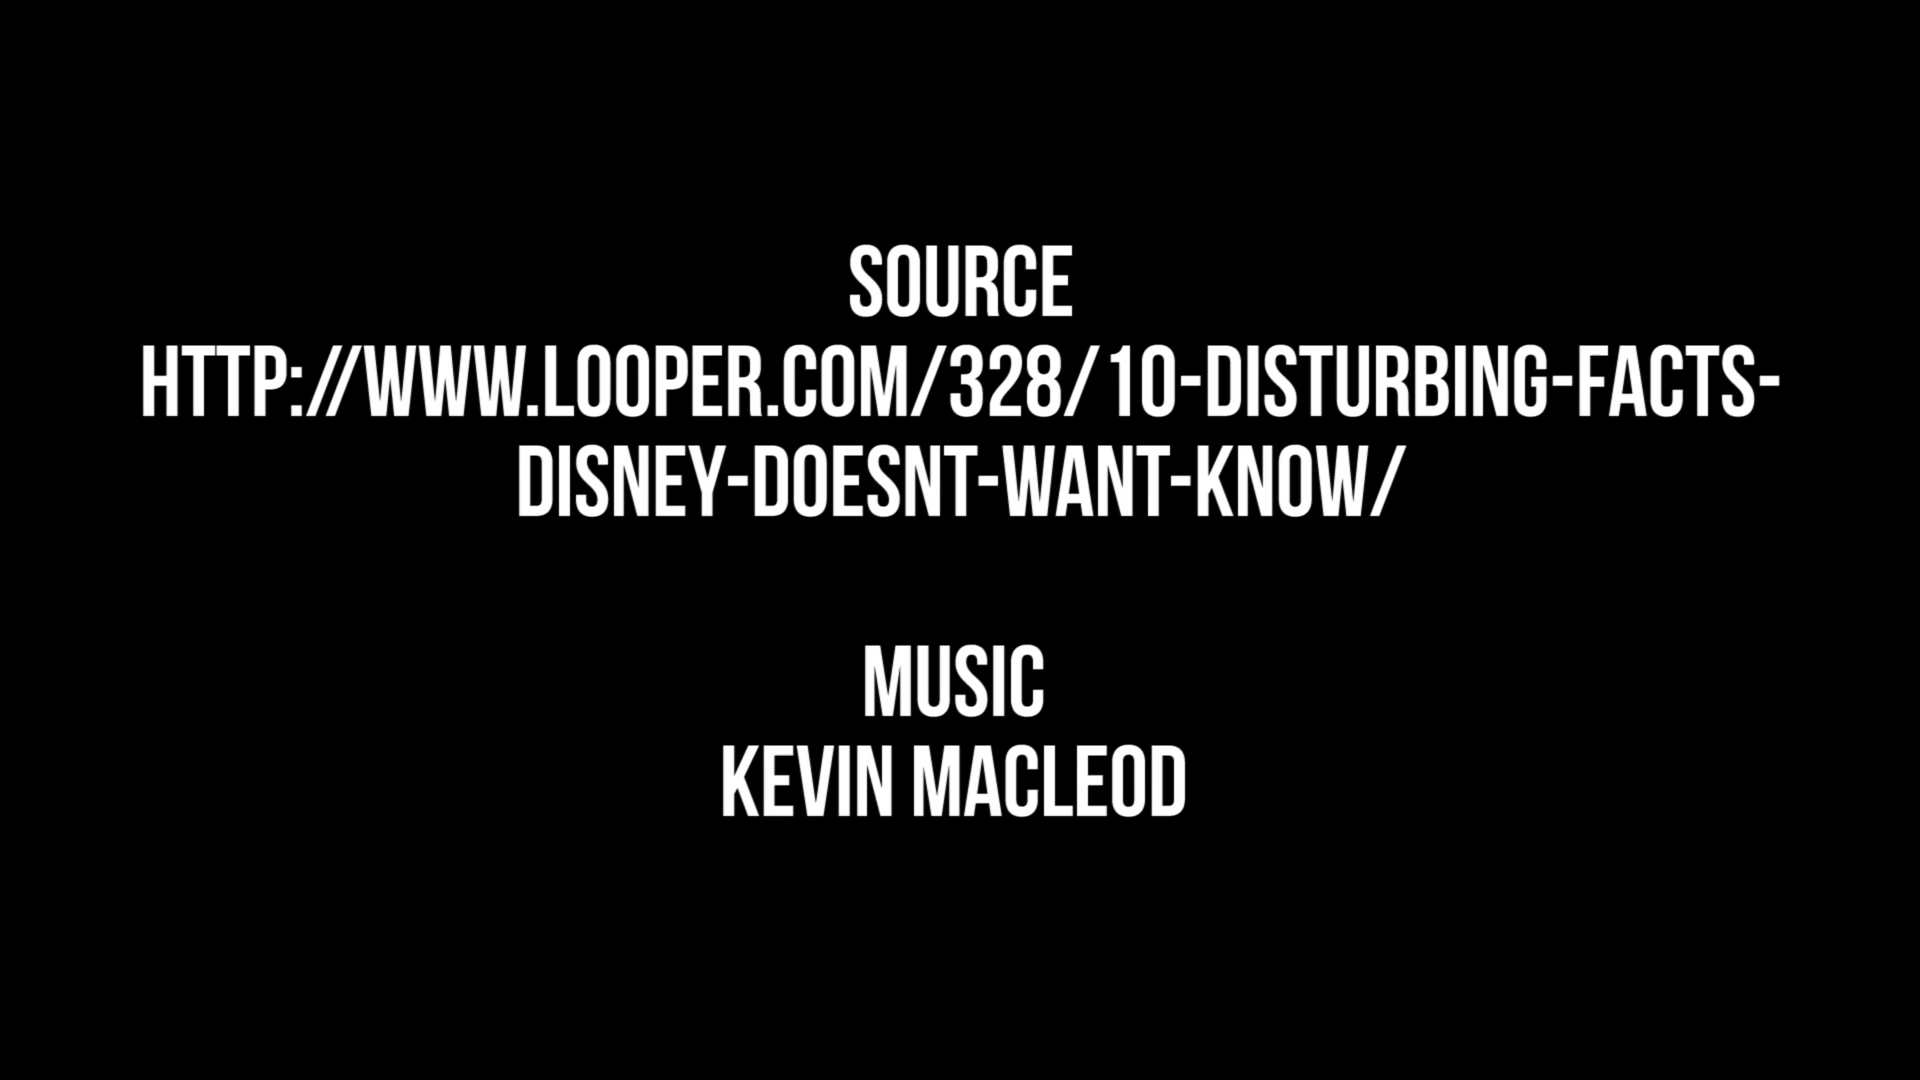 SOURCE
HTTP://WWW.LOOPER.COM/328/10-DISTURBING-FACTS-
DISNEY-DOESNT-WANT-KNOW/
MUSIC
KEVIN MACLEOD